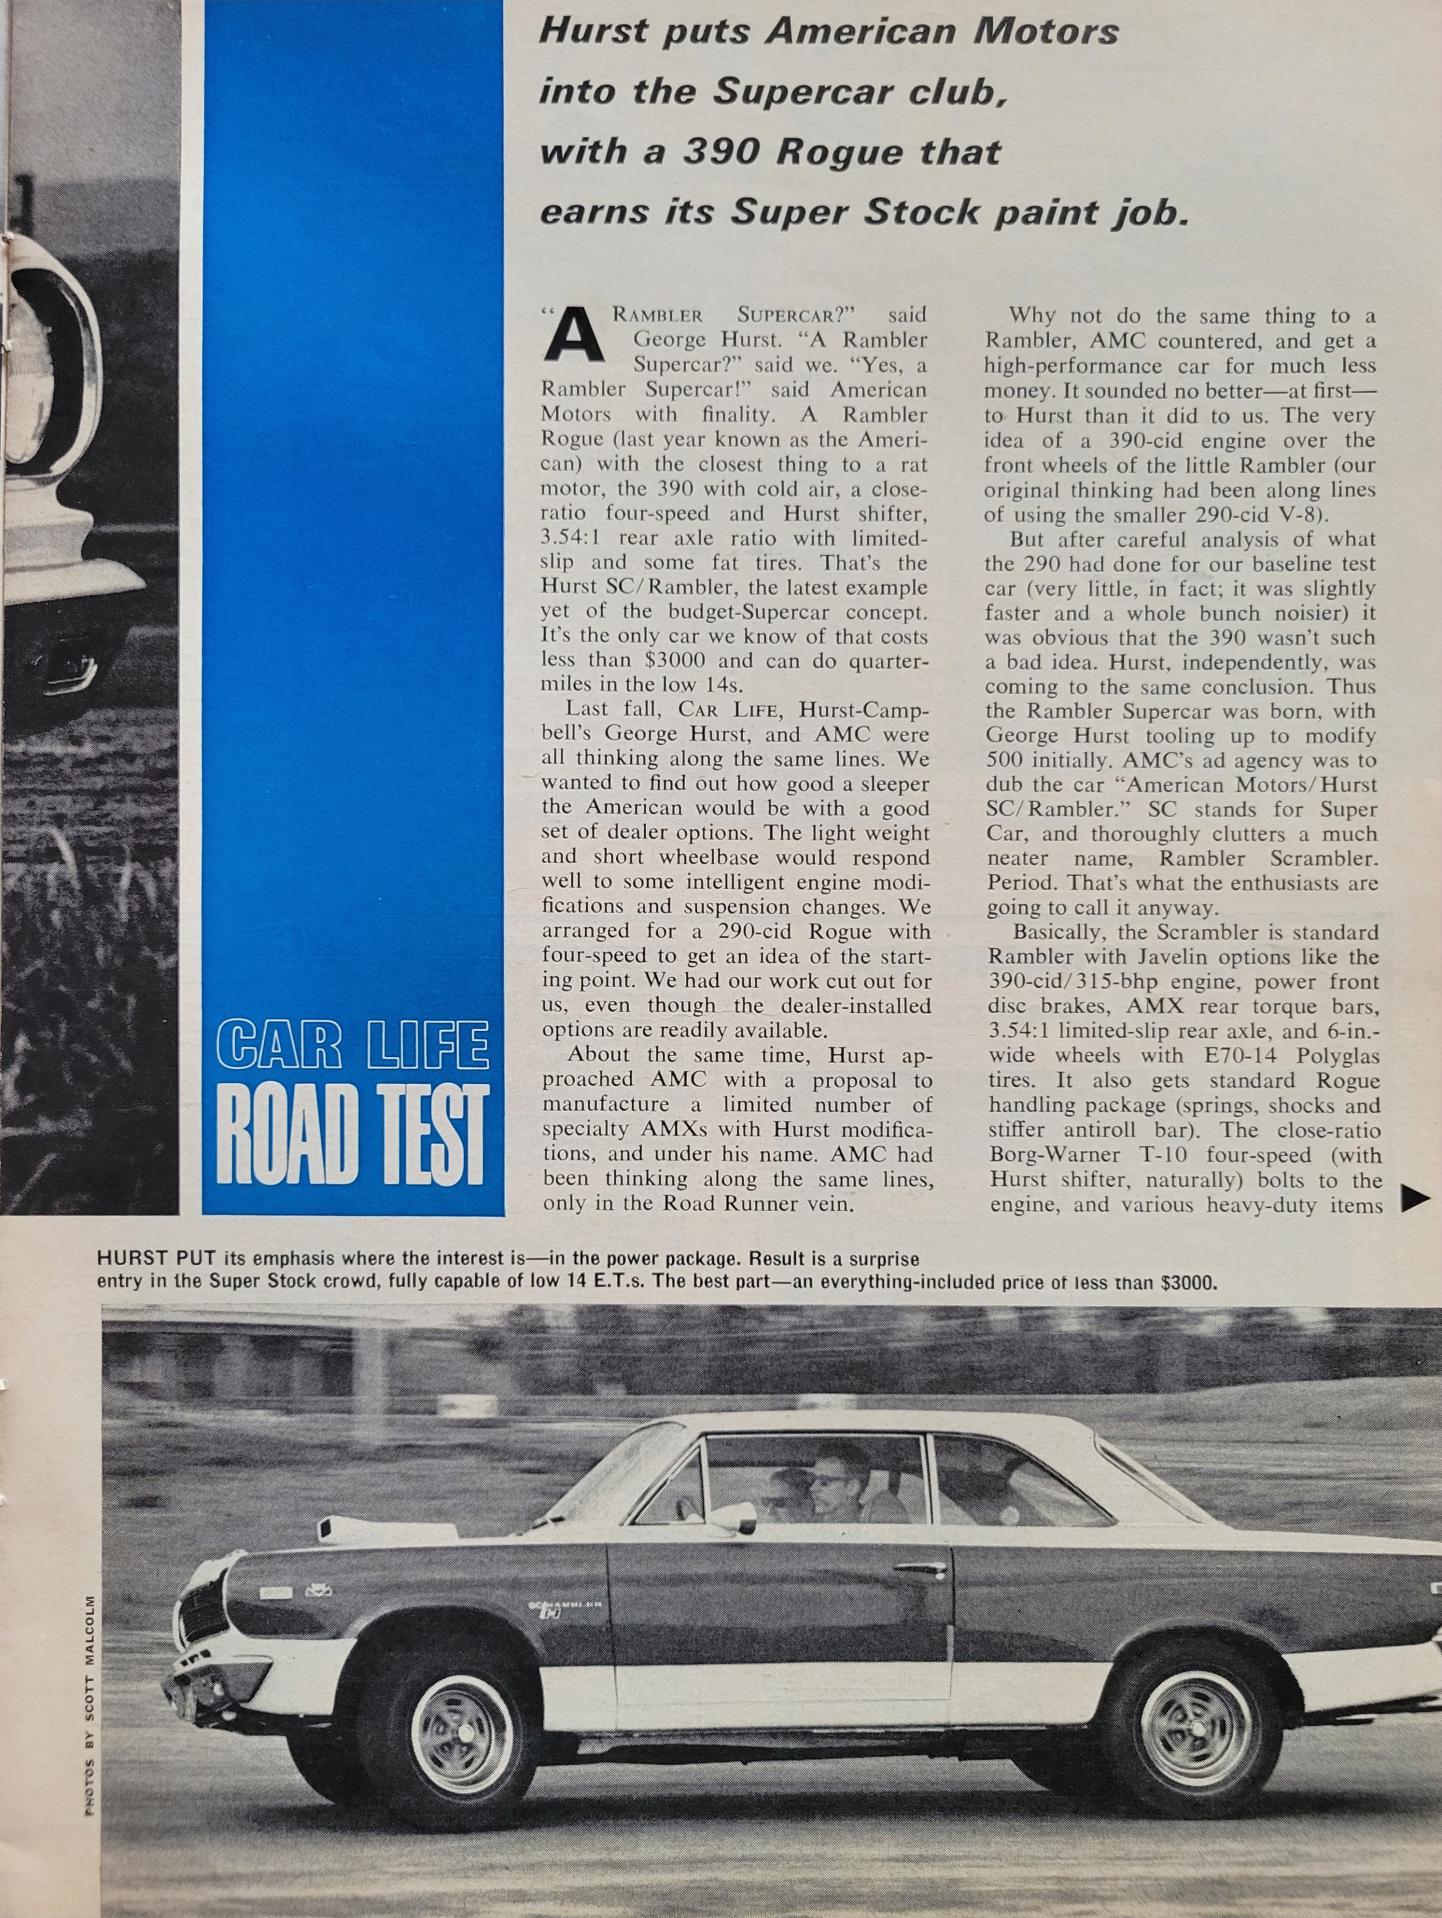 Hurst puts American Motors
into the Supercar club,
with a 390 Rogue that
earns its Super Stock paint job.
"A RAMBLER SUPERCAR?" said
George Hurst. "A Rambler
Supercar?" said we. "Yes, a
Rambler Supercar!" said American
Motors with finality. A Rambler
Rogue (last year known as the Ameri-
can) with the closest thing to a rat
motor, the 390 with cold air, a close-
ratio four-speed and Hurst shifter,
3.54:1 rear axle ratio with limited-
slip and some fat tires. That's the
Hurst SC/Rambler, the latest example
yet of the budget-Supercar concept.
It's the only car we know of that costs
less than $3000 and can do quarter-
miles in the low 14s.
Last fall, CAR LIFE, Hurst-Camp-
bell's George Hurst, and AMC were
all thinking along the same lines. We
wanted to find out how good a sleeper
the American would be with a good
set of dealer options. The light weight
and short wheelbase would respond
well to some intelligent engine modi-
fications and suspension changes. We
arranged for a 290-cid Rogue with
four-speed to get an idea of the start-
ing point. We had our work cut out for
us, even though the dealer-installed
options are readily available.
About the same time, Hurst ap-
proached AMC with a proposal to
manufacture a limited number of
specialty AMXs with Hurst modifica-
tions, and under his name. AMC had
been thinking along the same lines,
only in the Road Runner vein.
Why not do the same thing to a
Rambler, AMC countered, and get a
high-performance car for much less
money. It sounded no better—at first—
to Hurst than it did to us. The very
idea of a 390-cid engine over the
front wheels of the little Rambler (our
original thinking had been along lines
of using the smaller 290-cid V-8).
But after careful analysis of what
the 290 had done for our baseline test
car (very little, in fact; it was slightly
faster and a whole bunch noisier) it
was obvious that the 390 wasn't such
a bad idea. Hurst, independently, was
coming to the same conclusion. Thus
the Rambler Supercar was born, with
George Hurst tooling up to modify
500 initially. AMC's ad agency was to
dub the car "American Motors/Hurst
SC/Rambler." SC stands for Super
Car, and thoroughly clutters a much
neater name, Rambler Scrambler.
Period. That's what the enthusiasts are
going to call it anyway.
Basically, the Scrambler is standard
Rambler with Javelin options like the
390-cid/315-bhp engine, power front
disc brakes, AMX rear torque bars,
3.54:1 limited-slip rear axle, and 6-in.-
wide wheels with E70-14 Polyglas
tires. It also gets standard Rogue
handling package (springs, shocks and
stiffer antiroll bar). The close-ratio
Borg-Warner T-10 four-speed (with
Hurst shifter, naturally) bolts to the
engine, and various heavy-duty items
CAR LIFE
ROAD TEST
HURST PUT its emphasis where the interest is—in the power package. Result is a surprise
entry in the Super Stock crowd, fully capable of low 14 E.T.s. The best part—an everything-included price of less than $3000.
PHOTOS BY SCOTT MALCOLM